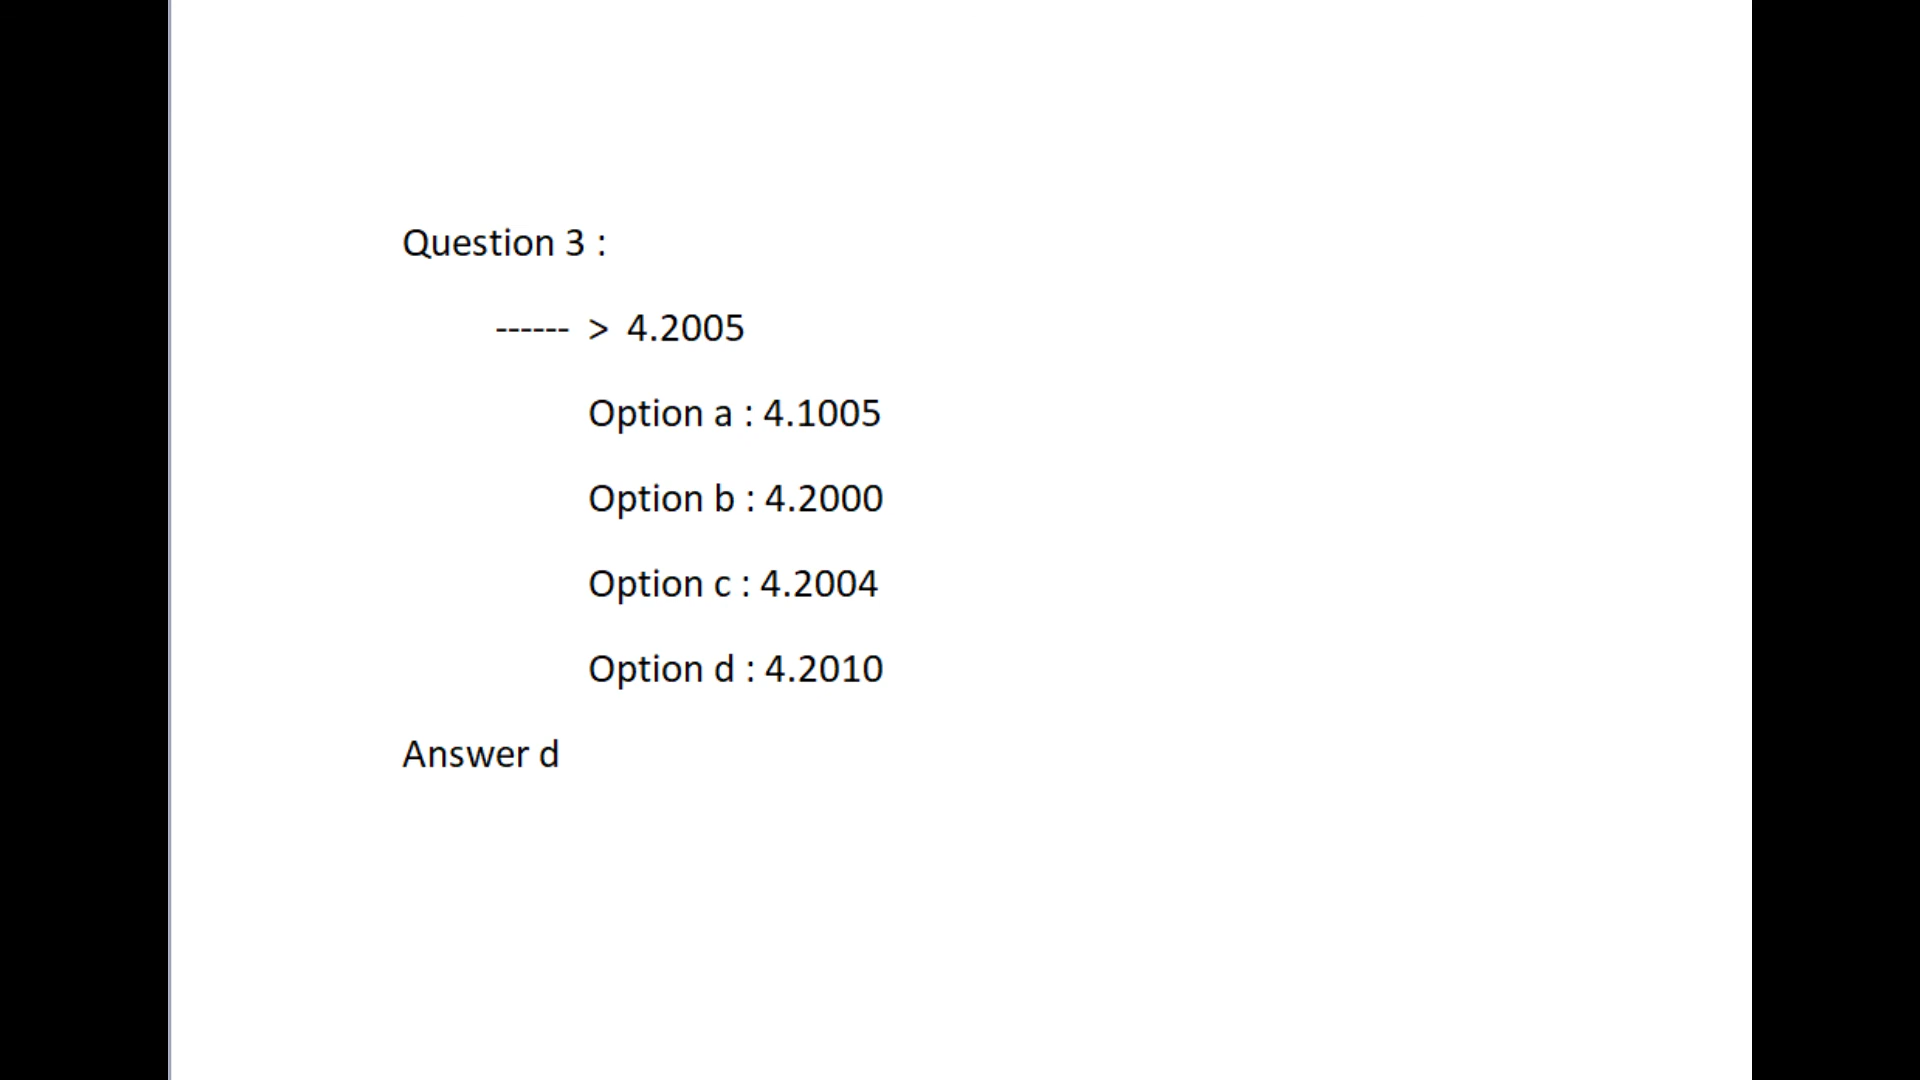 Question 3 :
------ > 4.2005
Option a : 4.1005
Option b : 4.2000
Option c : 4.2004
Option d : 4.2010
Answer d